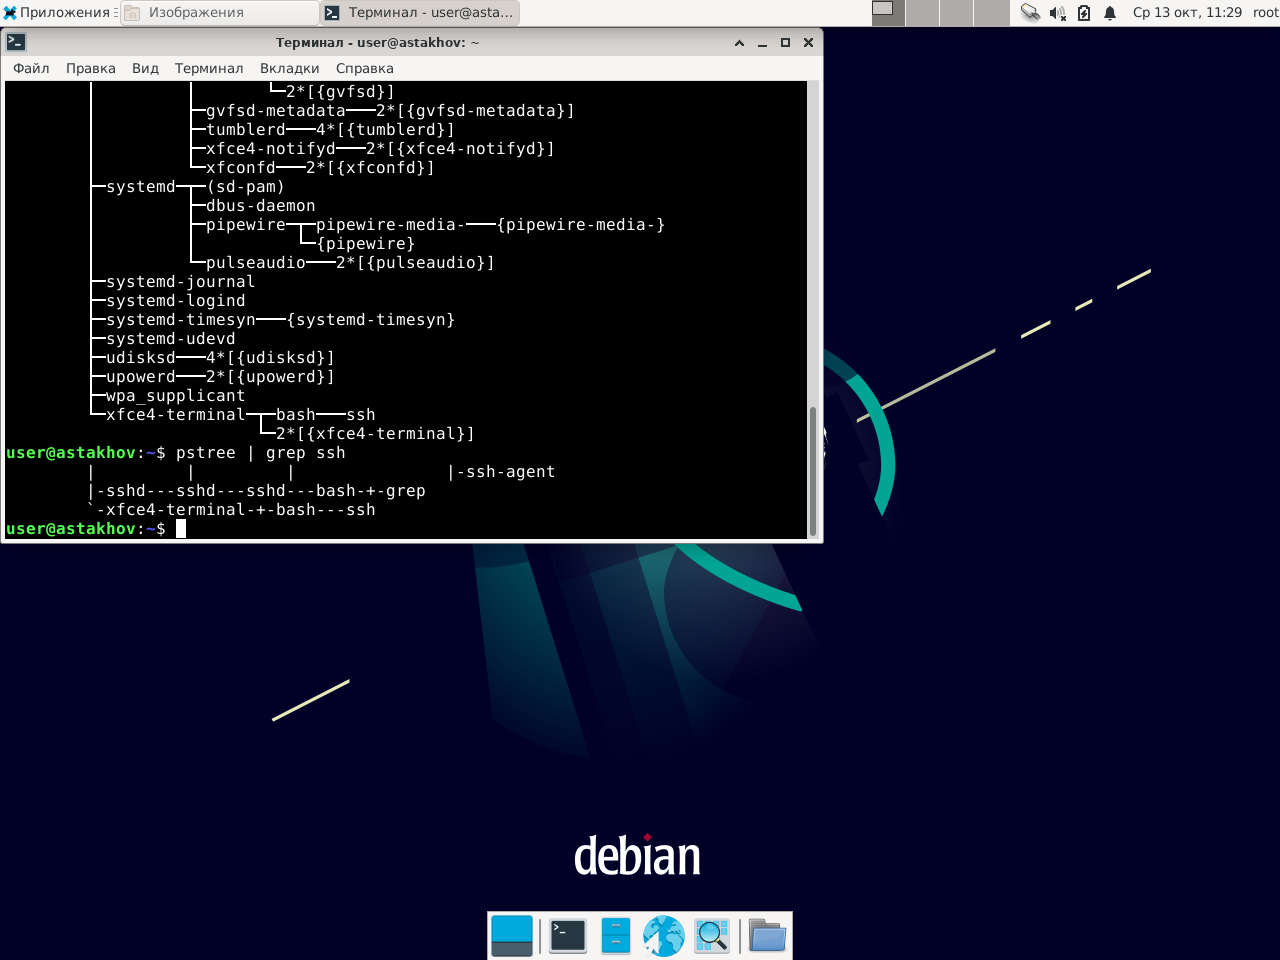 Приложения
Изображения
Терминал - user@asta...
Ср 13 окт, 11:29
root
Терминал - user@astakhov: ~
Файл Правка Вид Терминал Вкладки Справка
└─2*[{gvfsd}]
├─gvfsd-metadata───2*[{gvfsd-metadata}]
├─tumblerd───4*[{tumblerd}]
├─xfce4-notifyd───2*[{xfce4-notifyd}]
└─xfconfd───2*[{xfconfd}]
├─systemd─┬─(sd-pam)
├─dbus-daemon
├─pipewire─┬─pipewire-media-───{pipewire-media-}
└─{pipewire}
└─pulseaudio───2*[{pulseaudio}]
├─systemd-journal
├─systemd-logind
├─systemd-timesyn───{systemd-timesyn}
├─systemd-udevd
├─udisksd───4*[{udisksd}]
├─upowerd───2*[{upowerd}]
├─wpa_supplicant
└─xfce4-terminal─┬─bash───ssh
└─2*[{xfce4-terminal}]
user@astakhov:~$ pstree | grep ssh
| | | |-ssh-agent
|-sshd---sshd---sshd---bash-+-grep
`-xfce4-terminal-+-bash---ssh
user@astakhov:~$
debian